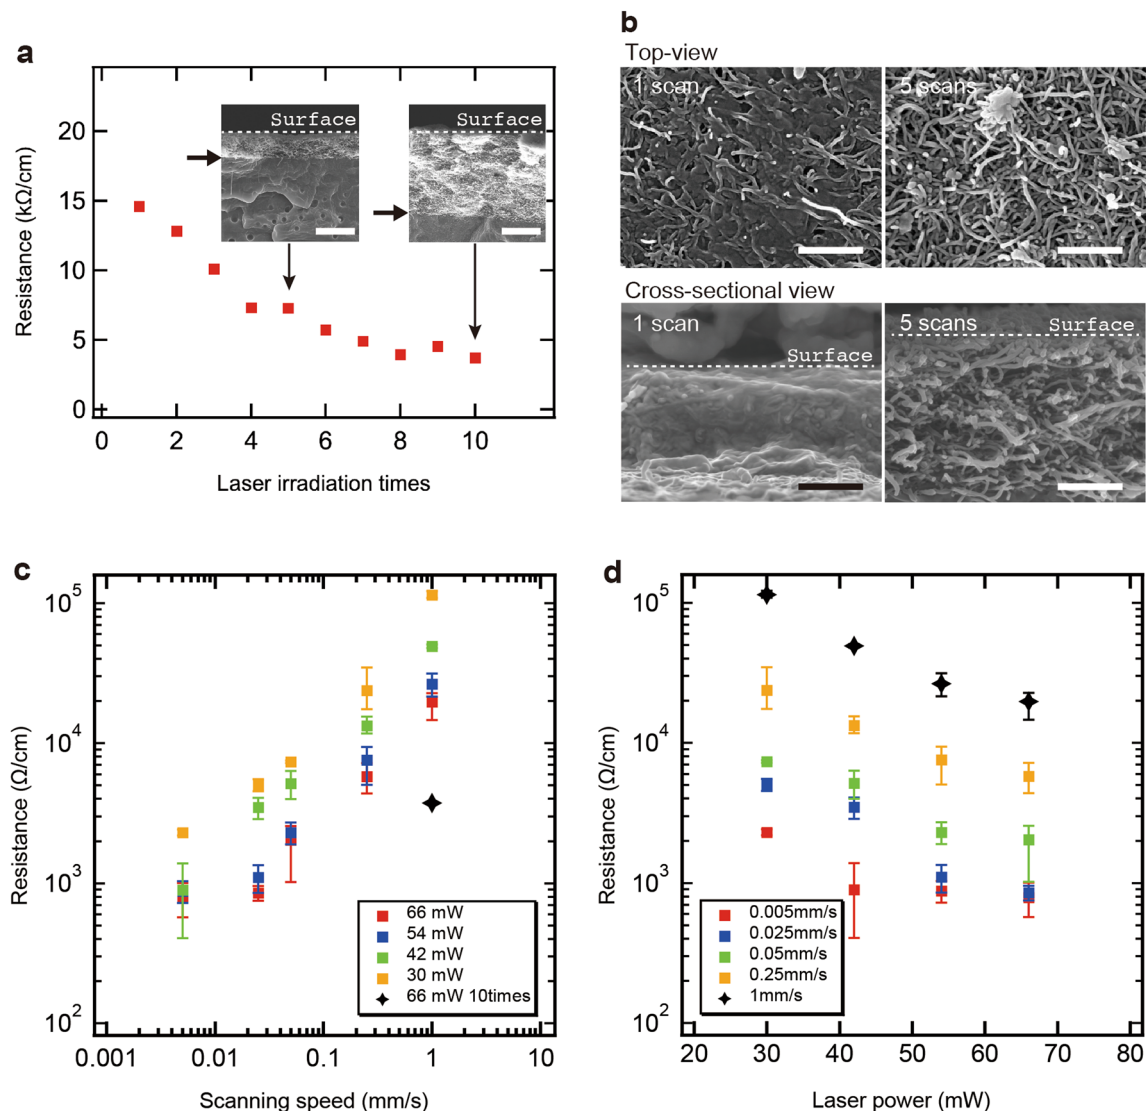 a
Resistance (kΩ/cm)
20
15
10
5
0
0 2 4 6 8 10
Laser irradiation times
Surface
Surface
b
Top-view
1 scan
5 scans
Cross-sectional view
1 scan
Surface
5 scans
Surface
c
Resistance (Ω/cm)
10^5
10^4
10^3
10^2
0.001 0.01 0.1 1 10
Scanning speed (mm/s)
66 mW
54 mW
42 mW
30 mW
66 mW 10times
d
Resistance (Ω/cm)
10^5
10^4
10^3
10^2
20 30 40 50 60 70 80
Laser power (mW)
0.005mm/s
0.025mm/s
0.05mm/s
0.25mm/s
1mm/s